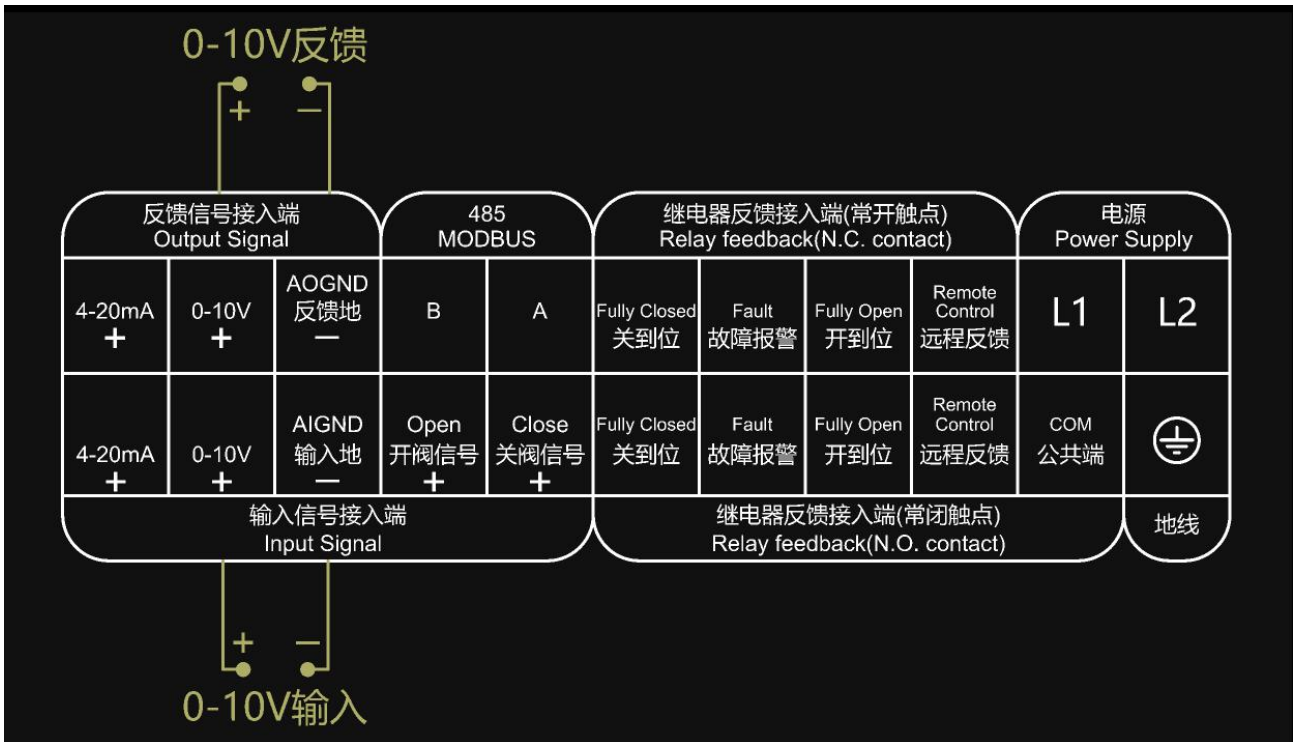 0-10V反馈
+ —
反馈信号接入端
Output Signal
485
MODBUS
继电器反馈接入端(常开触点)
Relay feedback(N.C. contact)
电源
Power Supply
4-20mA
+
0-10V
+
AOGND
反馈地
—
B
A
Fully Closed
关到位
Fault
故障报警
Fully Open
开到位
Remote
Control
远程反馈
L1
L2
4-20mA
+
0-10V
+
AIGND
输入地
—
Open
开阀信号
+
Close
关阀信号
+
Fully Closed
关到位
Fault
故障报警
Fully Open
开到位
Remote
Control
远程反馈
COM
公共端
输入信号接入端
Input Signal
继电器反馈接入端(常闭触点)
Relay feedback(N.O. contact)
地线
+ —
0-10V输入